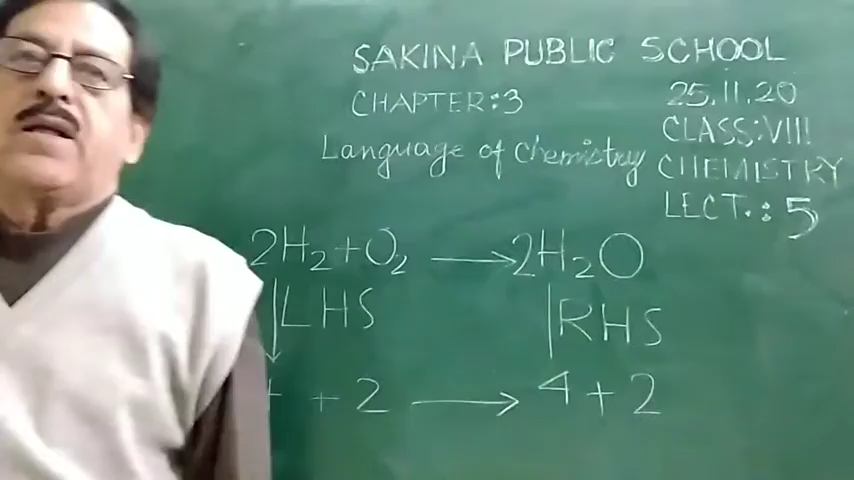 SAKINA PUBLIC SCHOOL
CHAPTER:3
25.11.20
Language of Chemistry
CLASS:VIII
CHEMISTRY
LECT.:5
2H₂+O₂ → 2H₂O
LHS
RHS
+ 2 → 4 + 2